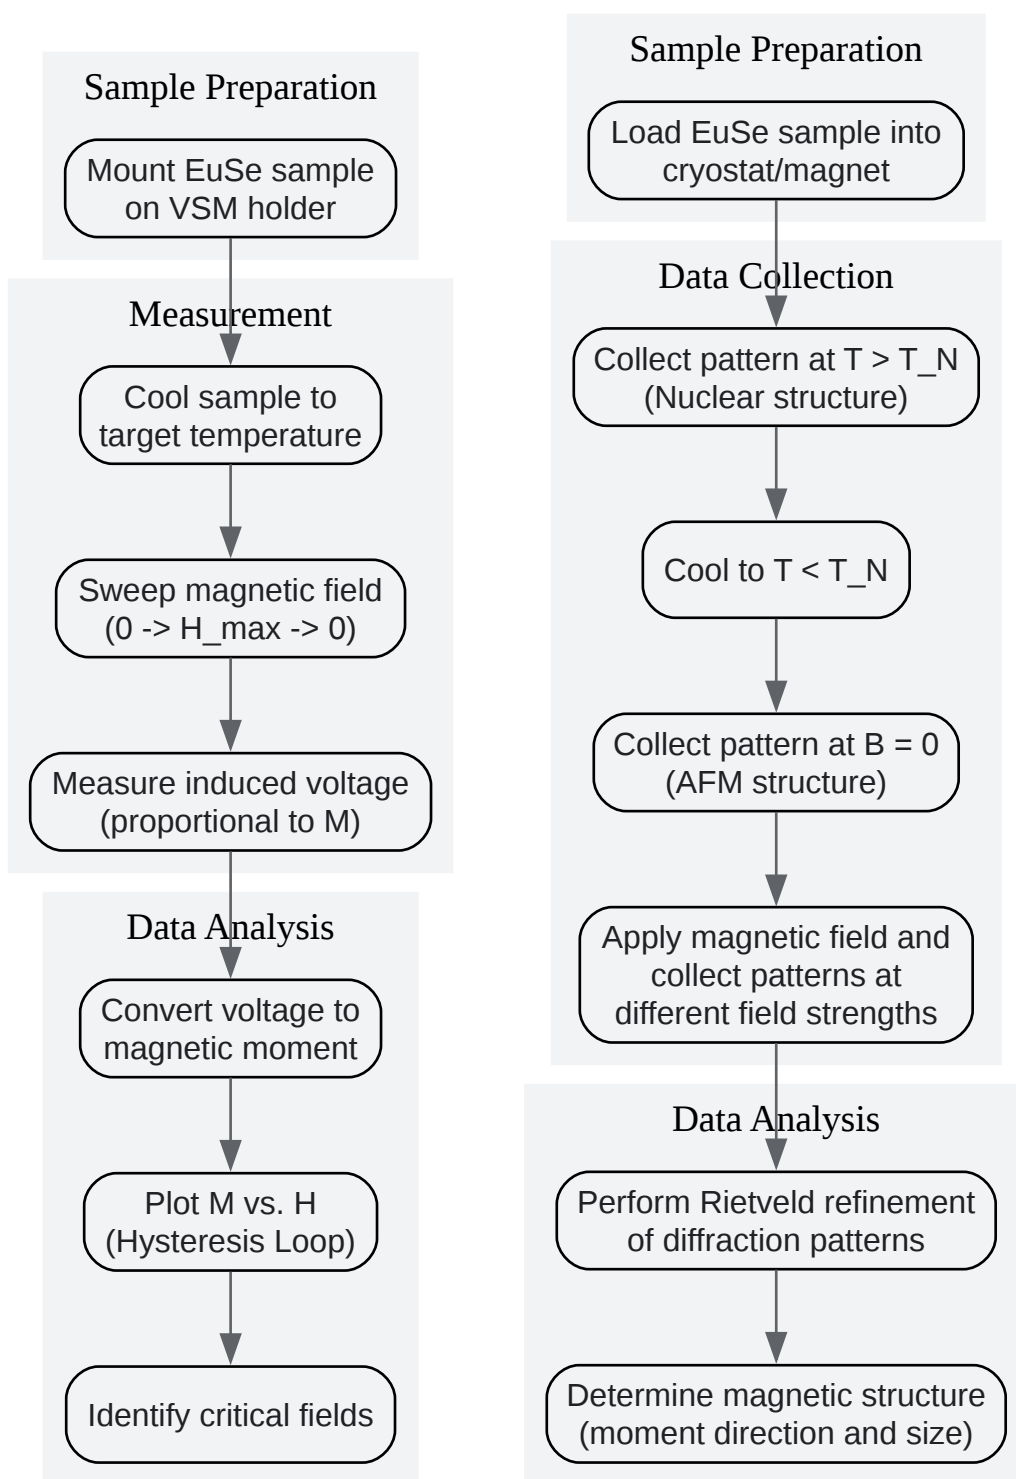 Sample Preparation
Mount EuSe sample
on VSM holder
Measurement
Cool sample to
target temperature
Sweep magnetic field
(0 -> H_max -> 0)
Measure induced voltage
(proportional to M)
Data Analysis
Convert voltage to
magnetic moment
Plot M vs. H
(Hysteresis Loop)
Identify critical fields
Sample Preparation
Load EuSe sample into
cryostat/magnet
Data Collection
Collect pattern at T > T_N
(Nuclear structure)
Cool to T < T_N
Collect pattern at B = 0
(AFM structure)
Apply magnetic field and
collect patterns at
different field strengths
Data Analysis
Perform Rietveld refinement
of diffraction patterns
Determine magnetic structure
(moment direction and size)